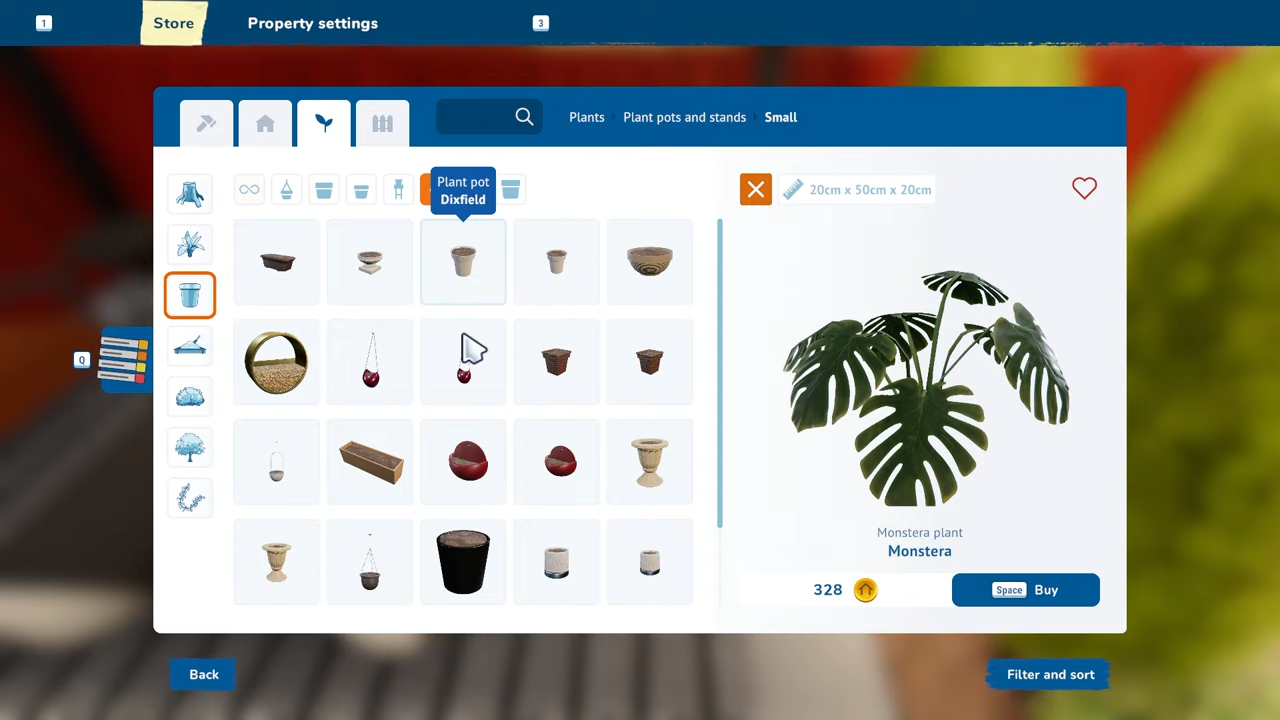 1
Store
Property settings
3
Plants
Plant pots and stands
Small
Plant pot
Dixfield
20cm x 50cm x 20cm
Q
Monstera plant
Monstera
328
Space
Buy
Back
Filter and sort